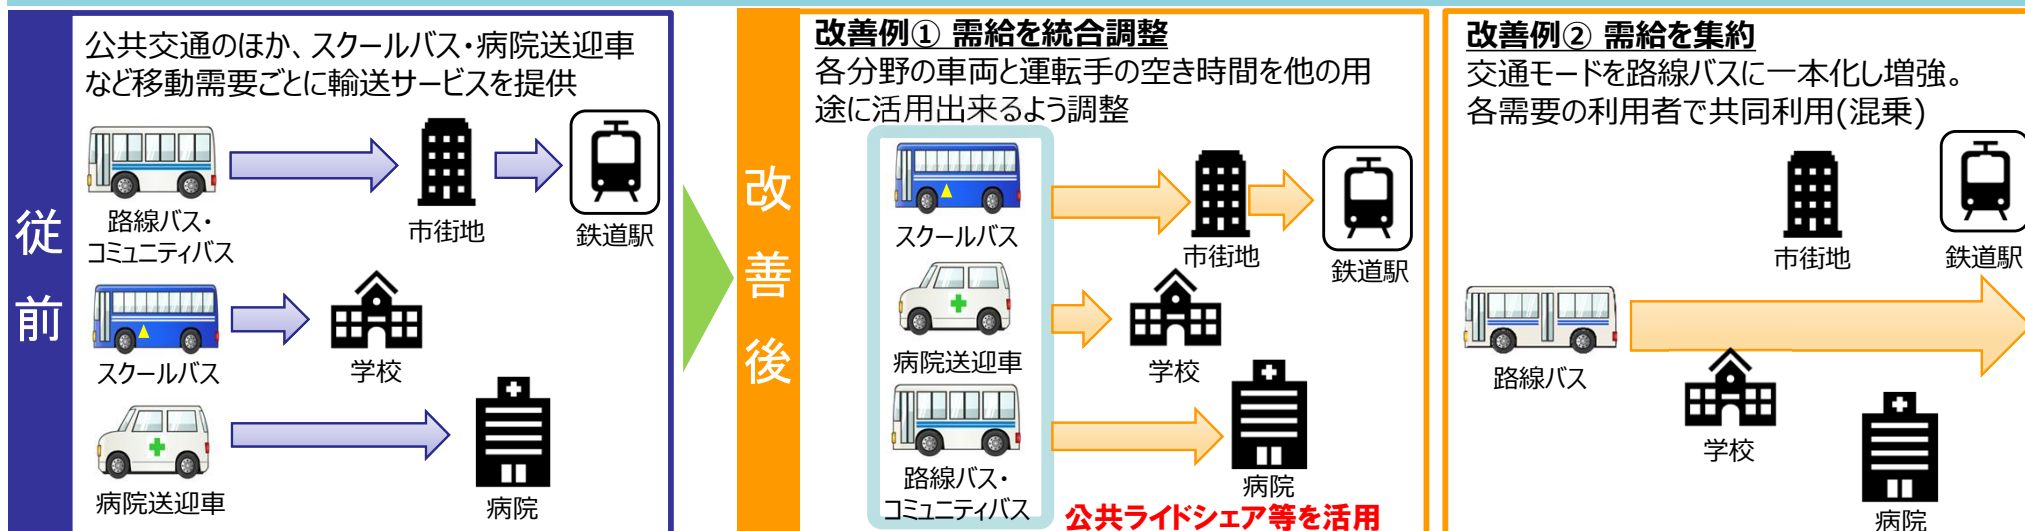 従前
公共交通のほか、スクールバス・病院送迎車
など移動需要ごとに輸送サービスを提供
路線バス・
コミュニティバス
市街地
鉄道駅
スクールバス
学校
病院送迎車
病院
改善後
改善例① 需給を統合調整
各分野の車両と運転手の空き時間を他の用
途に活用出来るよう調整
スクールバス
市街地
鉄道駅
病院送迎車
学校
路線バス・
コミュニティバス
病院
公共ライドシェア等を活用
改善例② 需給を集約
交通モードを路線バスに一本化し増強。
各需要の利用者で共同利用(混乗)
市街地
鉄道駅
路線バス
学校
病院